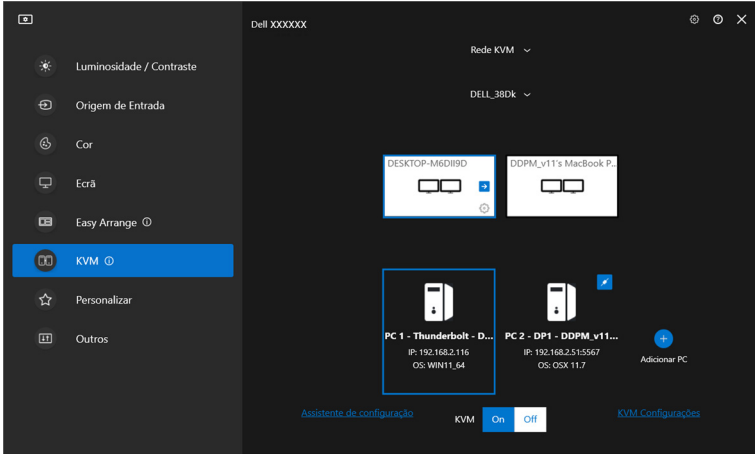 Dell XXXXXX
Rede KVM
Luminosidade / Contraste
DELL_38Dk
Origem de Entrada
Cor
DESKTOP-M6DII9D
DDPM_v11's MacBook P...
Ecrã
Easy Arrange
KVM
Personalizar
Outros
PC 1 - Thunderbolt - D...
IP: 192.168.2.116
OS: WIN11_64
PC 2 - DP1 - DDPM_v11...
IP: 192.168.2.51:5567
OS: OSX 11.7
Adicionar PC
Assistente de configuração
KVM
On
Off
KVM Configurações